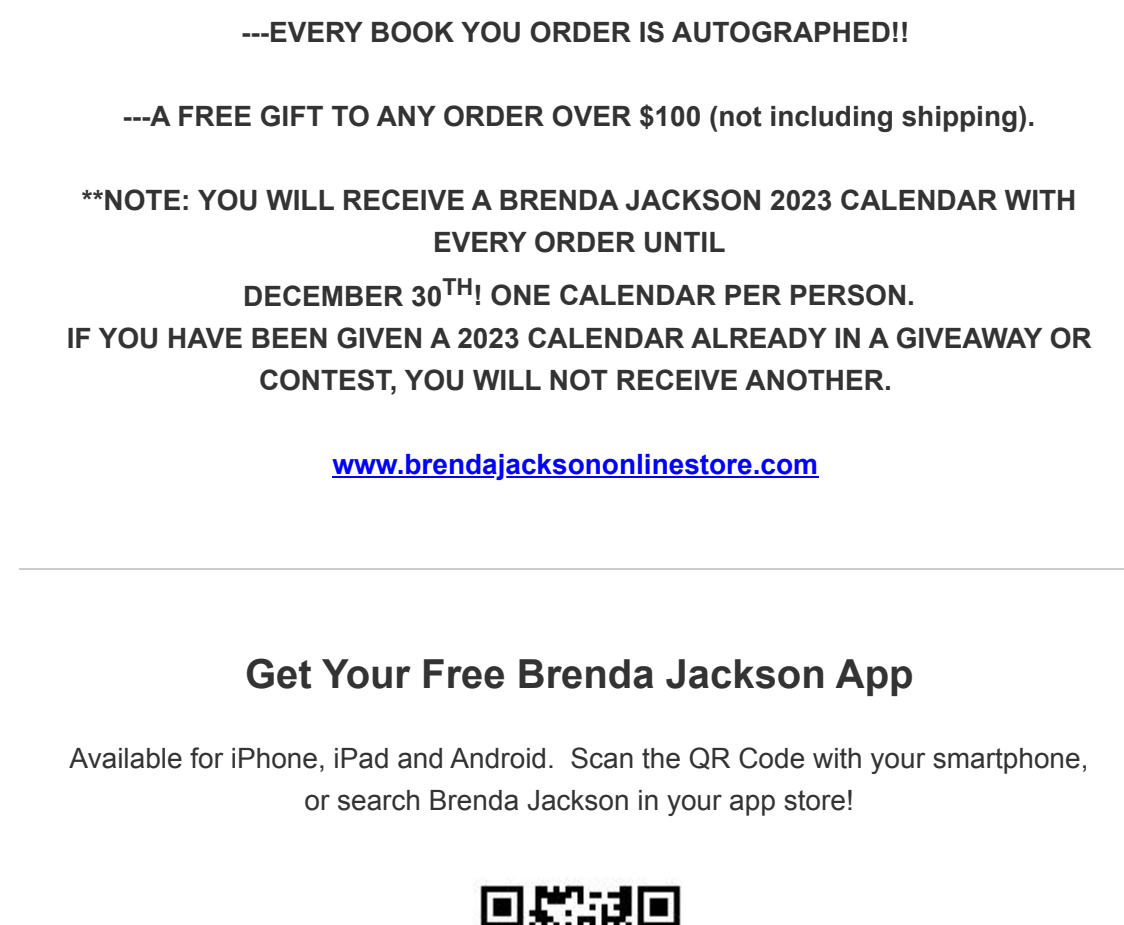 ---EVERY BOOK YOU ORDER IS AUTOGRAPHED!!
---A FREE GIFT TO ANY ORDER OVER $100 (not including shipping).
**NOTE: YOU WILL RECEIVE A BRENDA JACKSON 2023 CALENDAR WITH
EVERY ORDER UNTIL
DECEMBER 30TH! ONE CALENDAR PER PERSON.
IF YOU HAVE BEEN GIVEN A 2023 CALENDAR ALREADY IN A GIVEAWAY OR
CONTEST, YOU WILL NOT RECEIVE ANOTHER.
www.brendajacksononlinestore.com
Get Your Free Brenda Jackson App
Available for iPhone, iPad and Android.  Scan the QR Code with your smartphone,
or search Brenda Jackson in your app store!